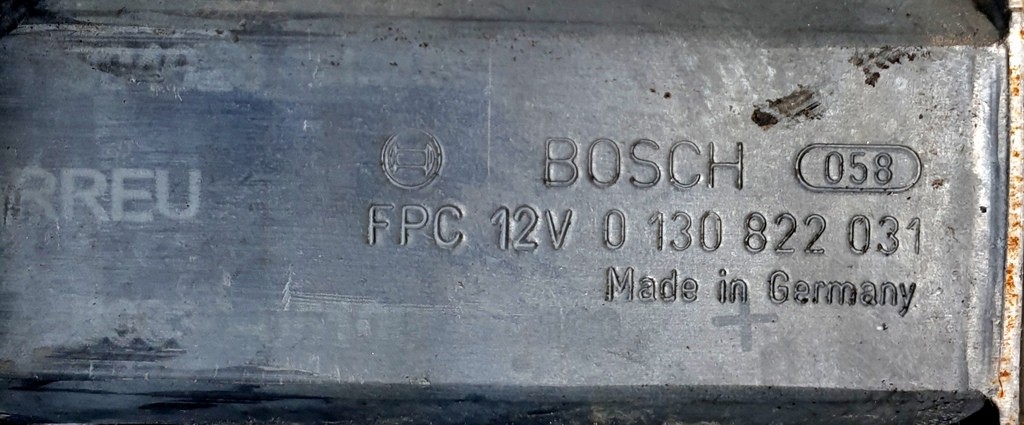 BOSCH 058
RREU
FPC 12V 0 130 822 031
Made in Germany